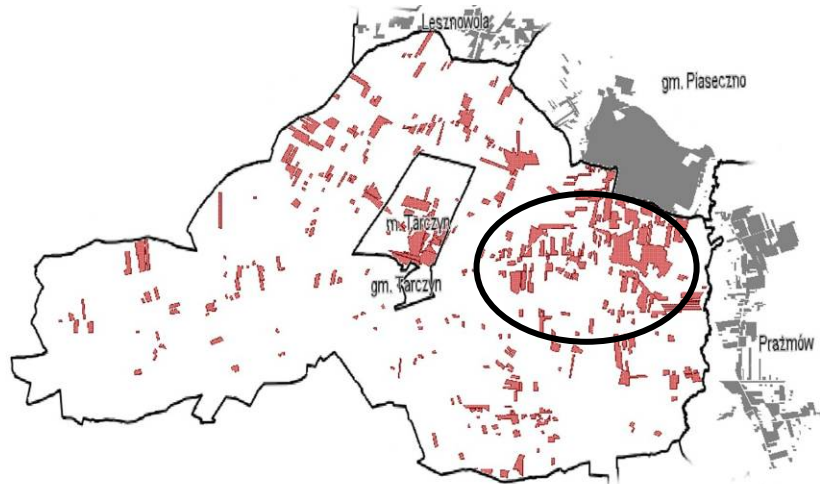 Lesznowola
gm. Piaseczno
m. Tarczyn
gm. Tarczyn
Prażmów